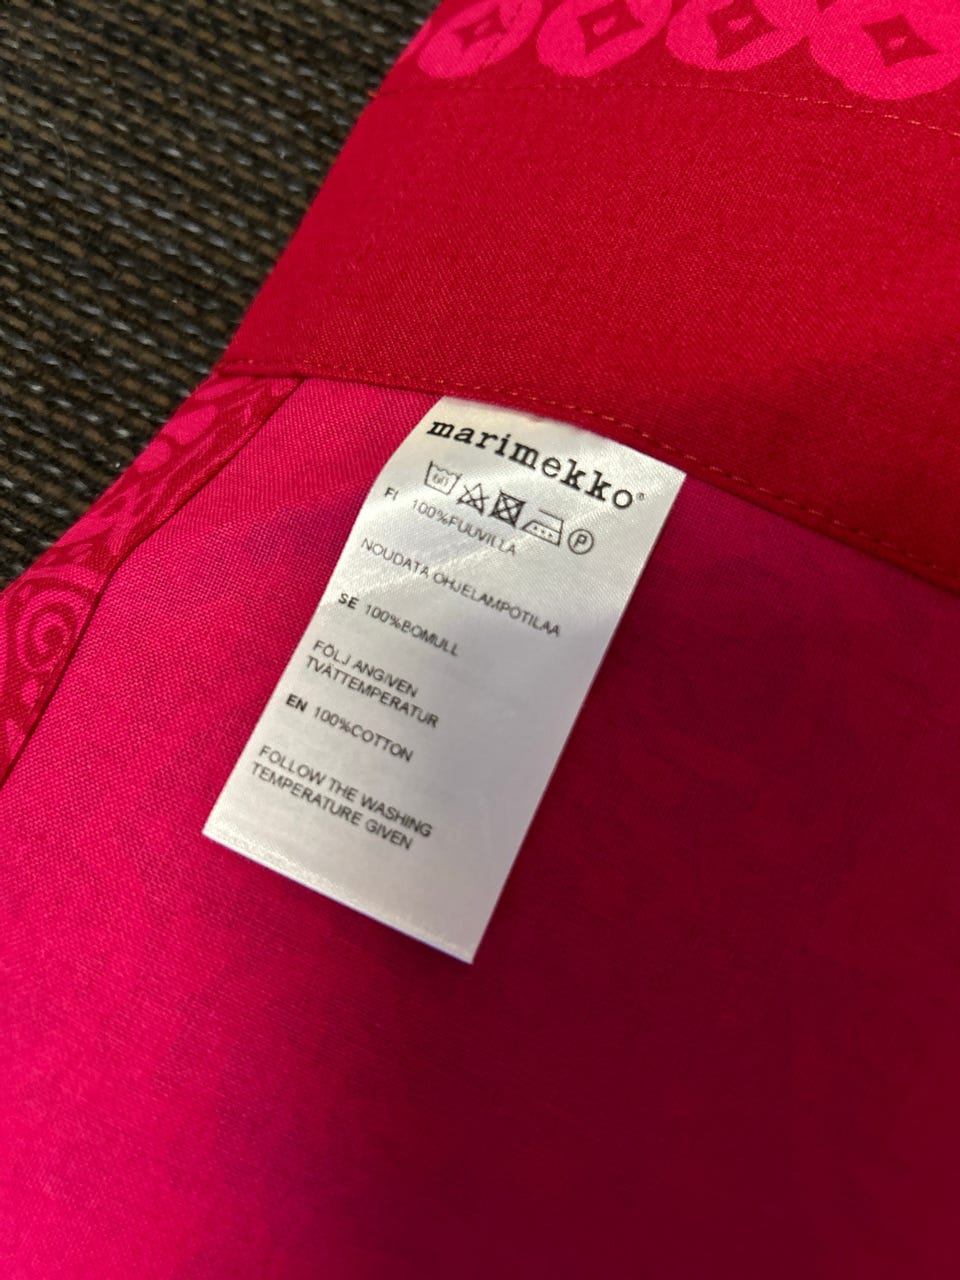 marimekko®
60 P
FI 100%PUUVILLA
NOUDATA OHJELAMPOTILAA
SE 100%BOMULL
FÖLJ ANGIVEN
TVÄTTEMPERATUR
EN 100%COTTON
FOLLOW THE WASHING
TEMPERATURE GIVEN